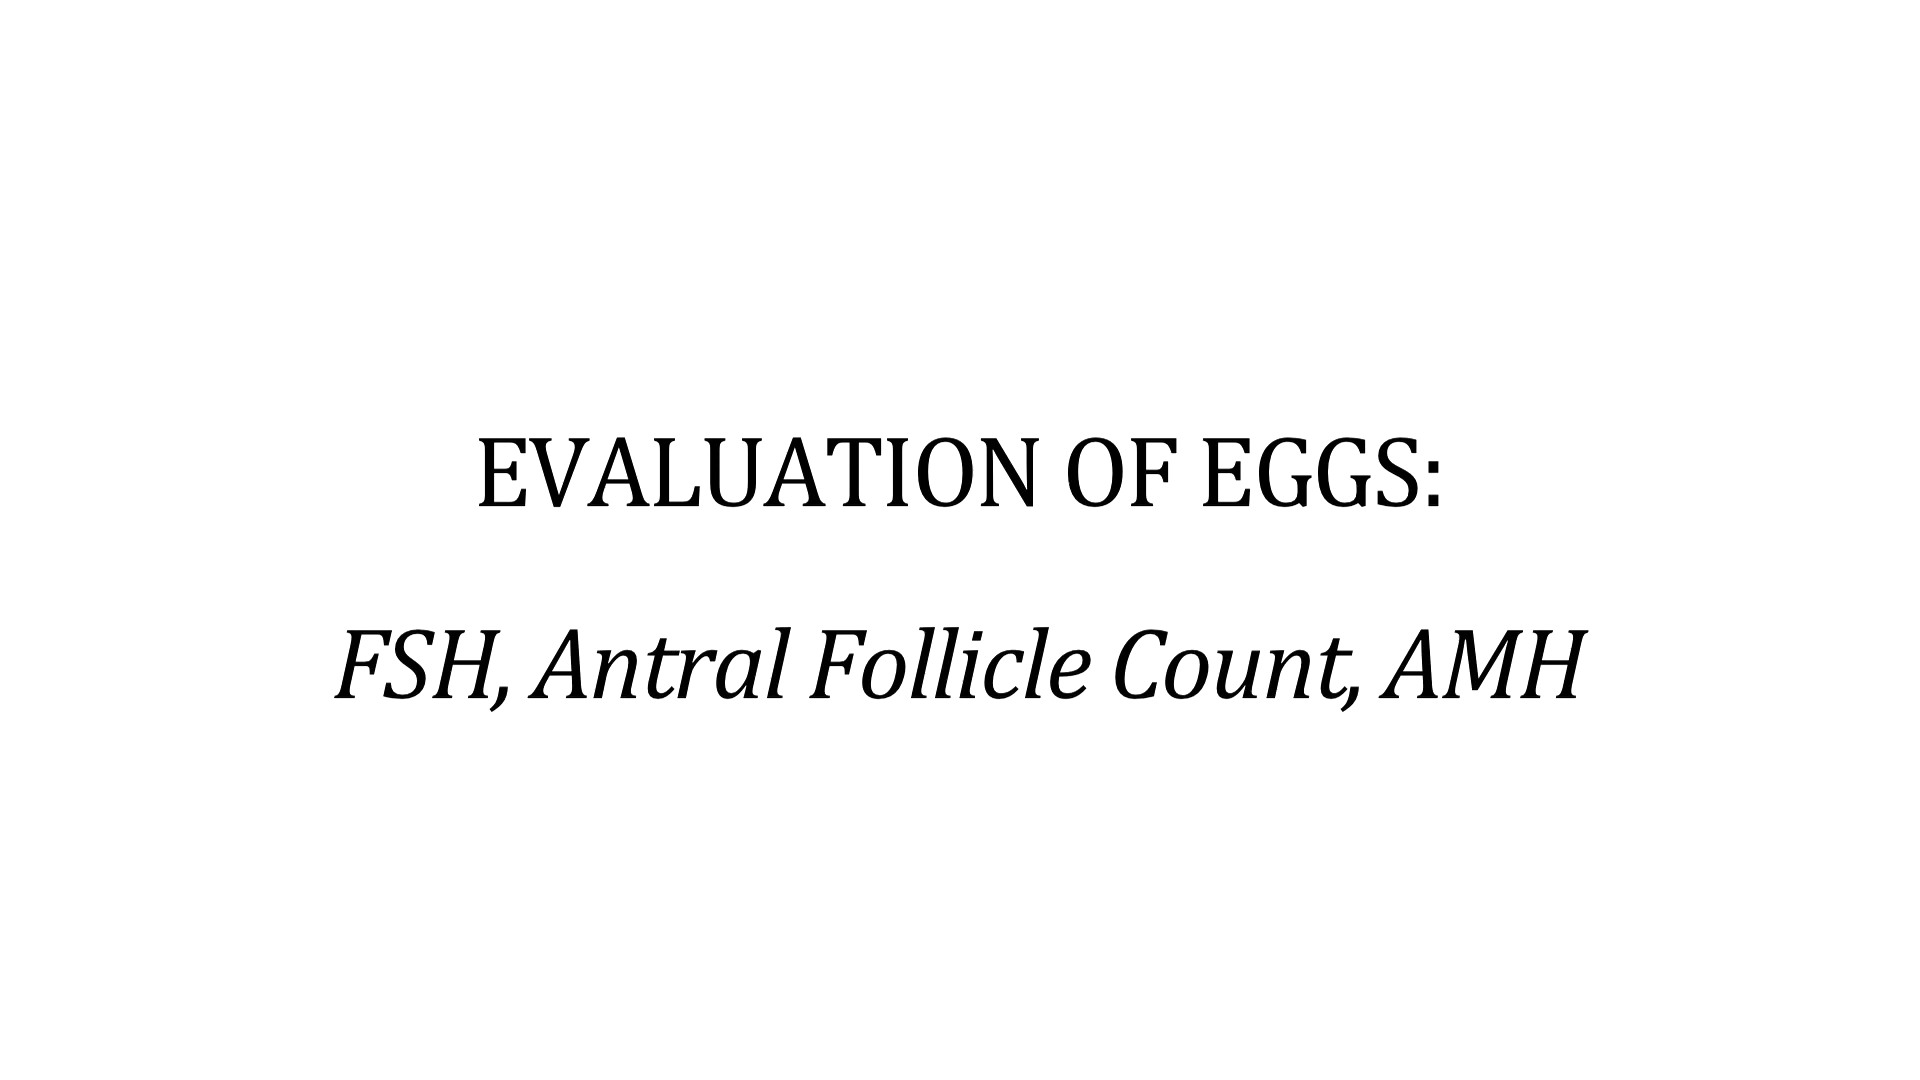 EVALUATION OF EGGS:
FSH, Antral Follicle Count, AMH